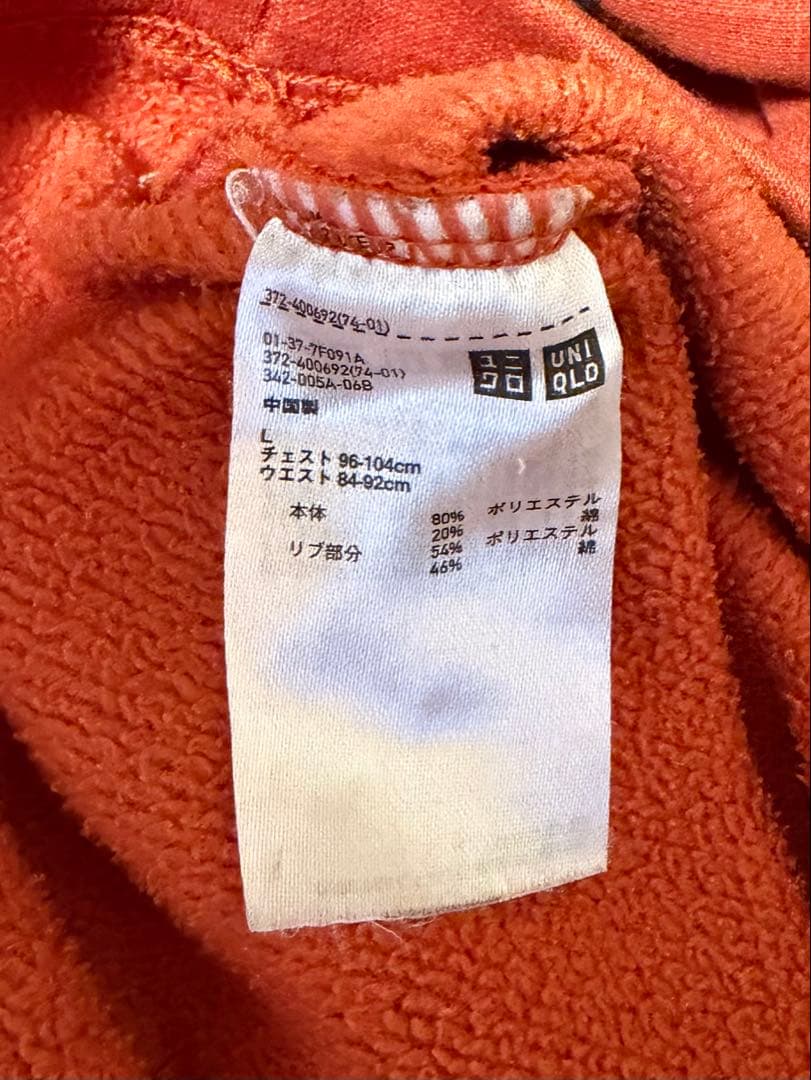 372-400692(74-01)
01-37-7F091A
372-400692(74-01)
342-005A-06B
ユニ
クロ
UNI
QLO
中国製
L
チェスト 96-104cm
ウエスト 84-92cm
本体 80% ポリエステル
20% 綿
リブ部分 54% ポリエステル
46% 綿